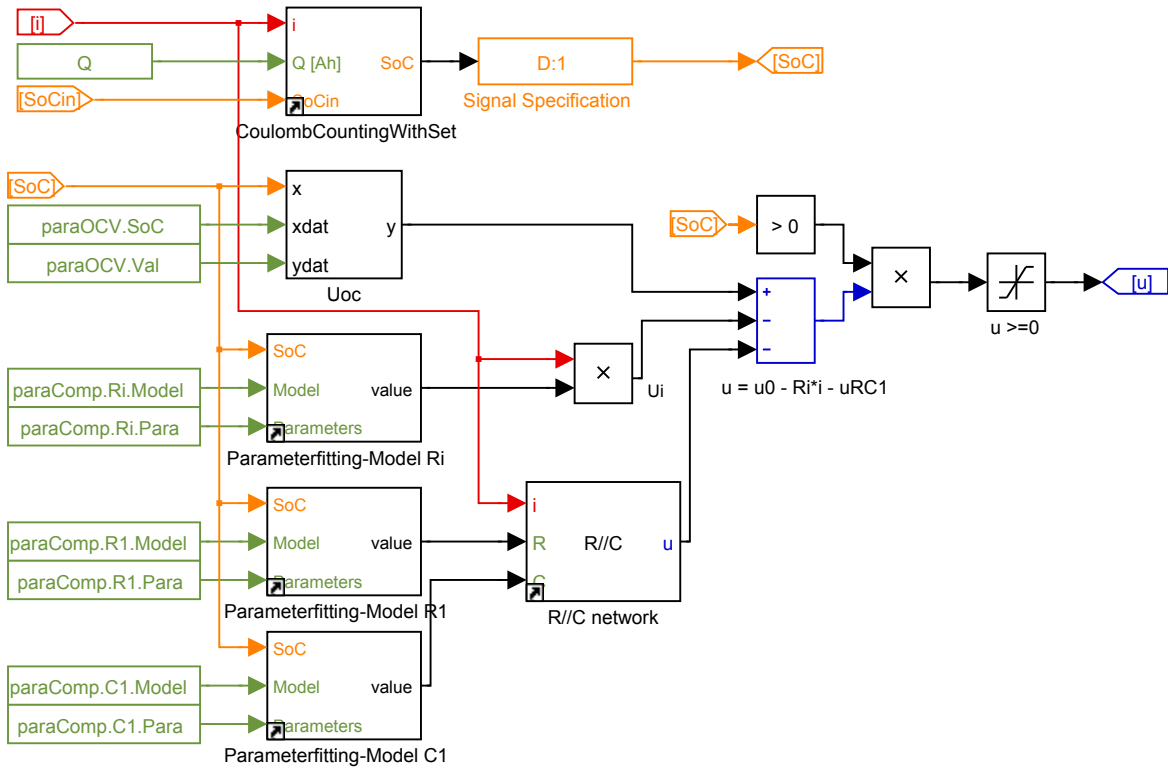 [i]
i
Q
Q [Ah]
SoC
D:1
[SoC]
[SoCin]
SoCin
Signal Specification
CoulombCountingWithSet
[SoC]
x
paraOCV.SoC
xdat
y
[SoC]
> 0
paraOCV.Val
ydat
×
[u]
Uoc
+
−
−
u >=0
SoC
paraComp.Ri.Model
Model
value
×
Ui
u = u0 - Ri*i - uRC1
paraComp.Ri.Para
Parameters
Parameterfitting-Model Ri
SoC
i
paraComp.R1.Model
Model
value
R
R//C
u
paraComp.R1.Para
Parameters
C
Parameterfitting-Model R1
R//C network
SoC
paraComp.C1.Model
Model
value
paraComp.C1.Para
Parameters
Parameterfitting-Model C1